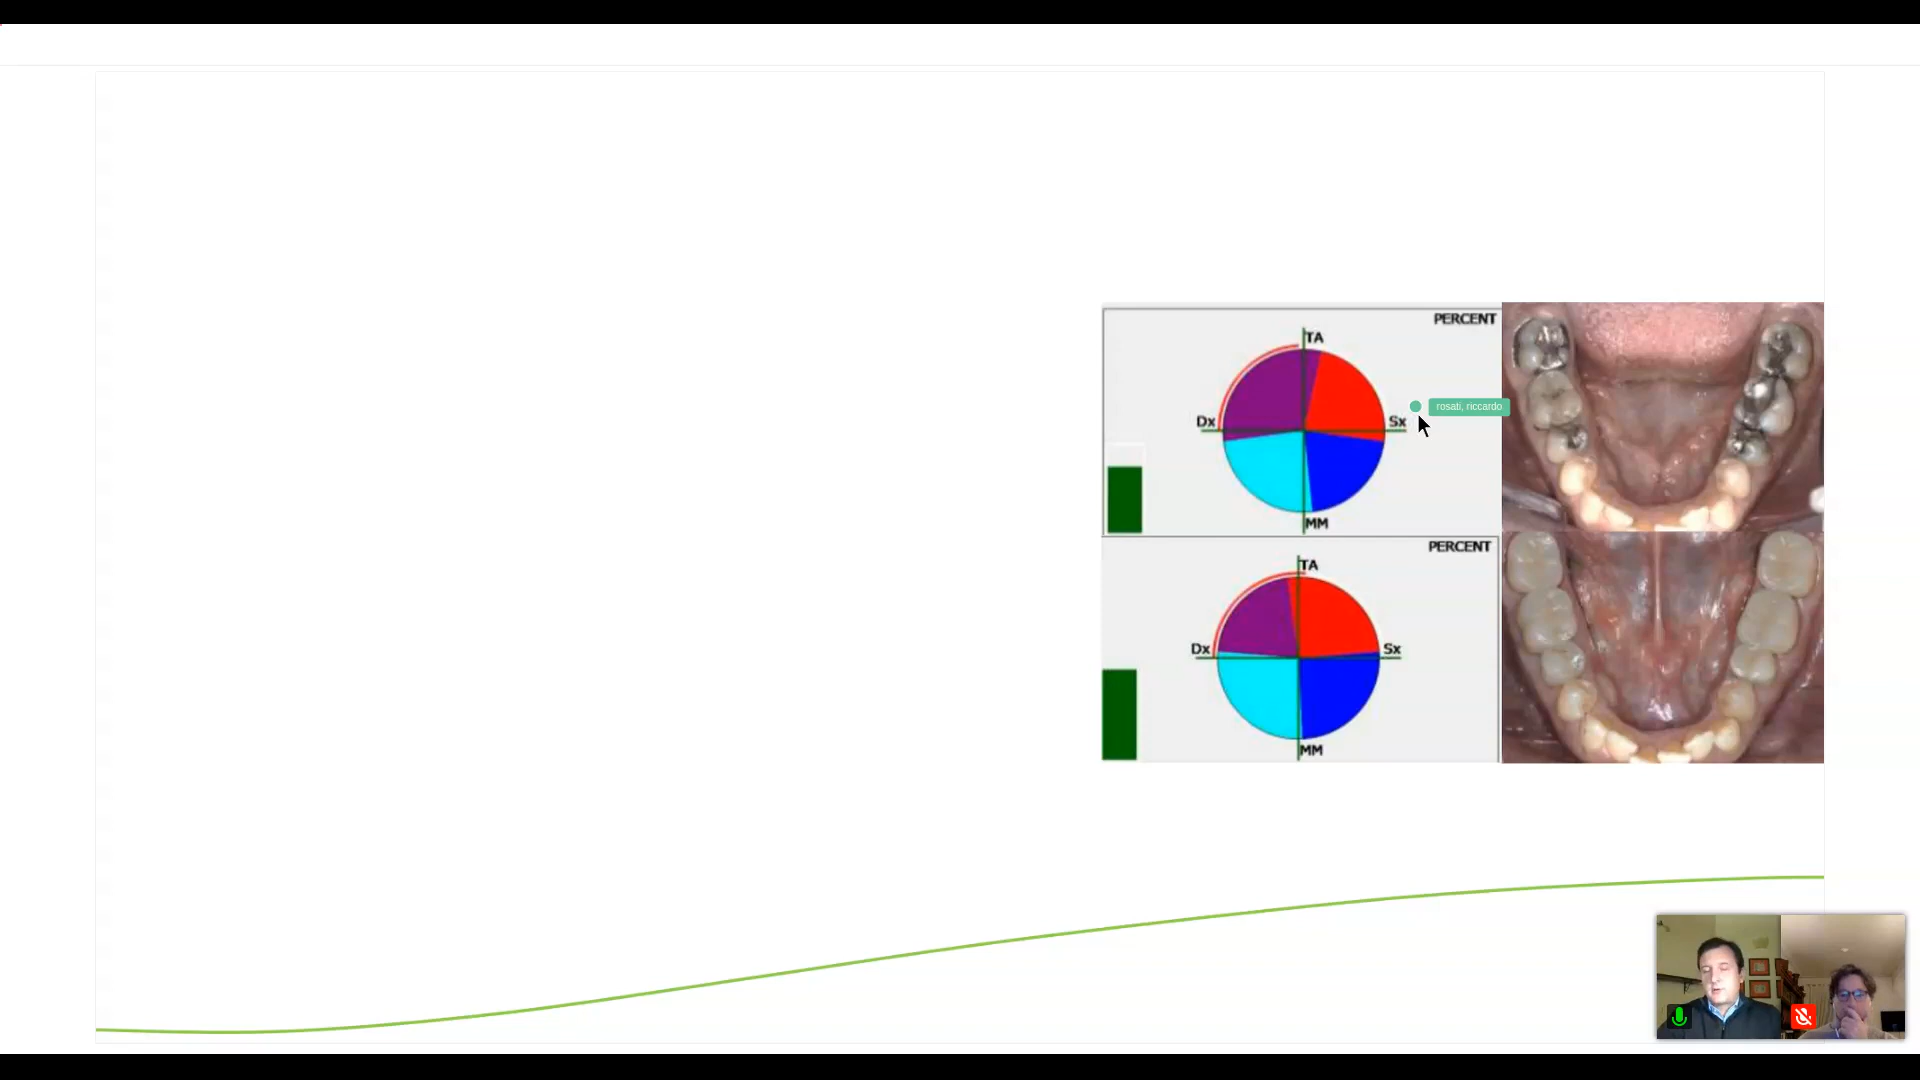 PERCENT
TA
Dx
Sx
rosati, riccardo
MM
PERCENT
TA
Dx
Sx
MM